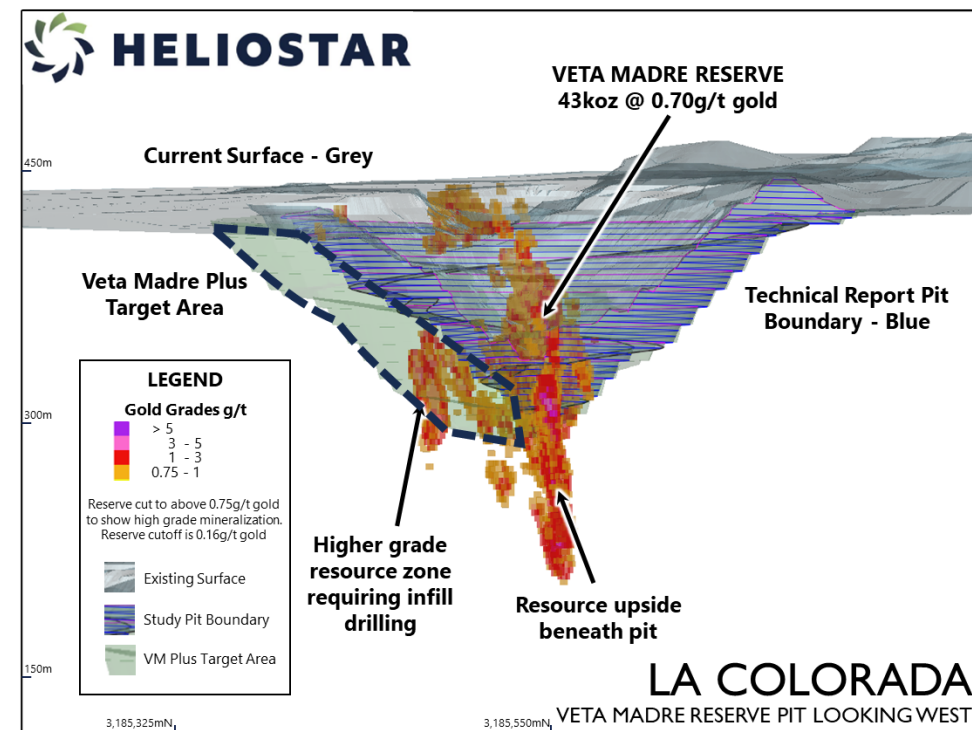 HELIOSTAR
VETA MADRE RESERVE
43koz @ 0.70g/t gold
Current Surface - Grey
450m
Veta Madre Plus
Target Area
Technical Report Pit
Boundary - Blue
LEGEND
Gold Grades g/t
> 5
3 - 5
1 - 3
0.75 - 1
Reserve cut to above 0.75g/t gold
to show high grade mineralization.
Reserve cutoff is 0.16g/t gold
Existing Surface
Study Pit Boundary
VM Plus Target Area
300m
Higher grade
resource zone
requiring infill
drilling
Resource upside
beneath pit
150m
LA COLORADA
VETA MADRE RESERVE PIT LOOKING WEST
3,185,325mN
3,185,550mN